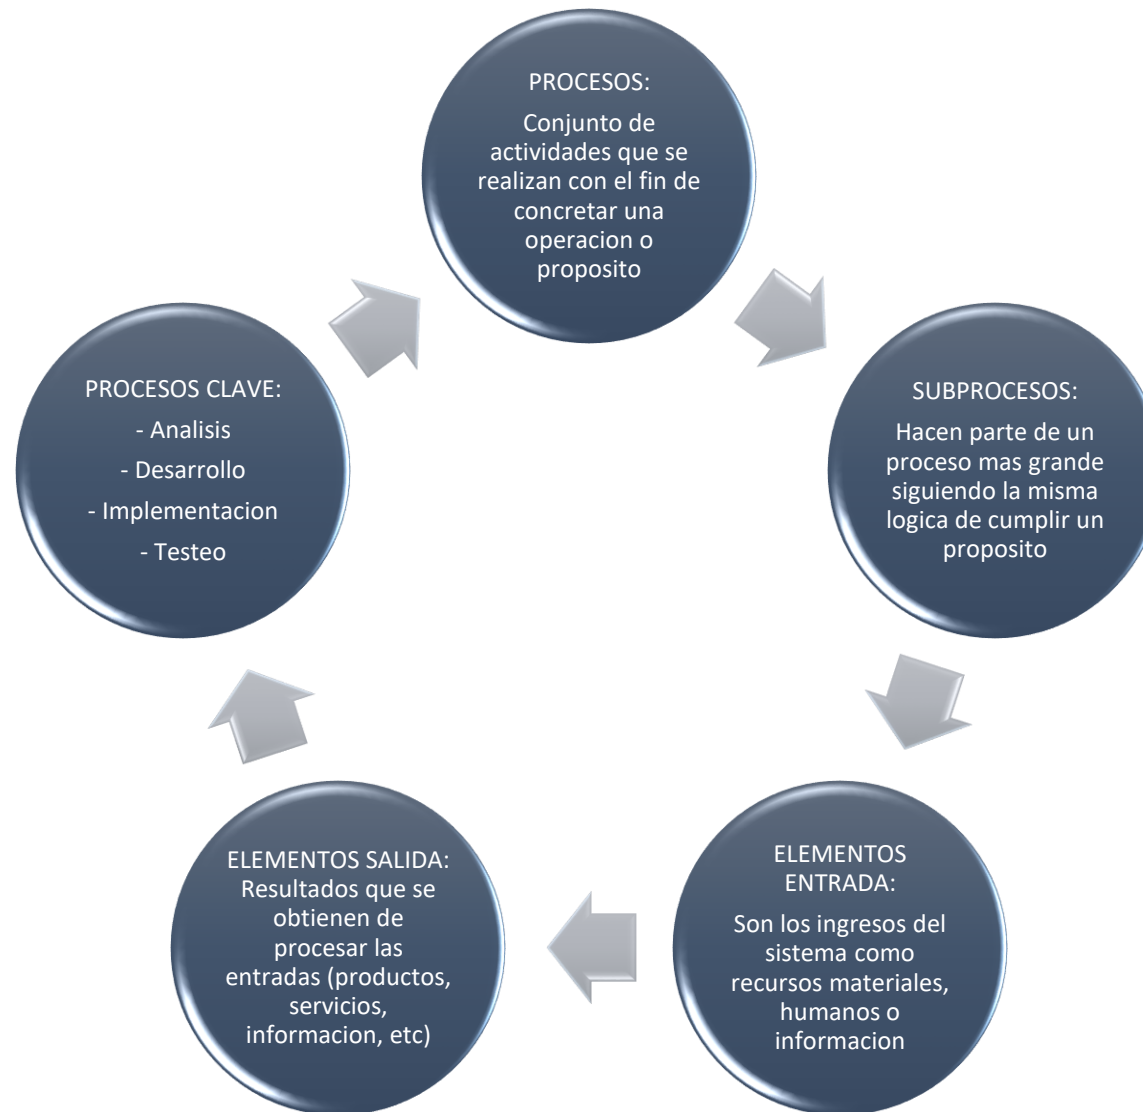 PROCESOS:
Conjunto de
actividades que se
realizan con el fin de
concretar una
operacion o
proposito
SUBPROCESOS:
Hacen parte de un
proceso mas grande
siguiendo la misma
logica de cumplir un
proposito
ELEMENTOS
ENTRADA:
Son los ingresos del
sistema como
recursos materiales,
humanos o
informacion
ELEMENTOS SALIDA:
Resultados que se
obtienen de
procesar las
entradas (productos,
servicios,
informacion, etc)
PROCESOS CLAVE:
- Analisis
- Desarrollo
- Implementacion
- Testeo